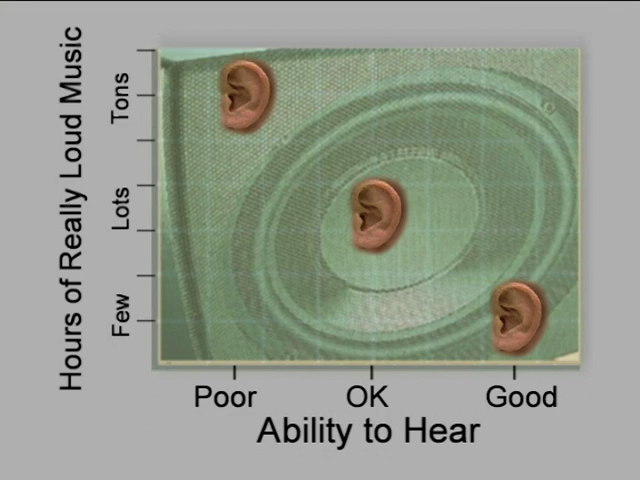 Hours of Really Loud Music
Tons
Lots
Few
Poor OK Good
Ability to Hear